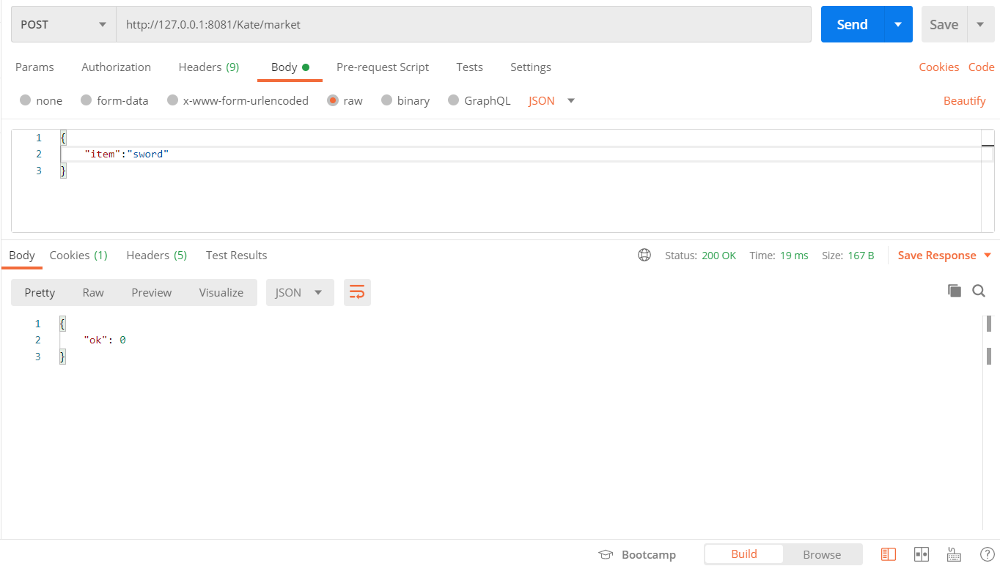 POST http://127.0.0.1:8081/Kate/market Send Save
Params Authorization Headers (9) Body Pre-request Script Tests Settings Cookies Code
none form-data x-www-form-urlencoded raw binary GraphQL JSON Beautify
1 {
2 "item":"sword"
3 }
Body Cookies (1) Headers (5) Test Results Status: 200 OK Time: 19 ms Size: 167 B Save Response
Pretty Raw Preview Visualize JSON
1 {
2 "ok": 0
3 }
Bootcamp Build Browse